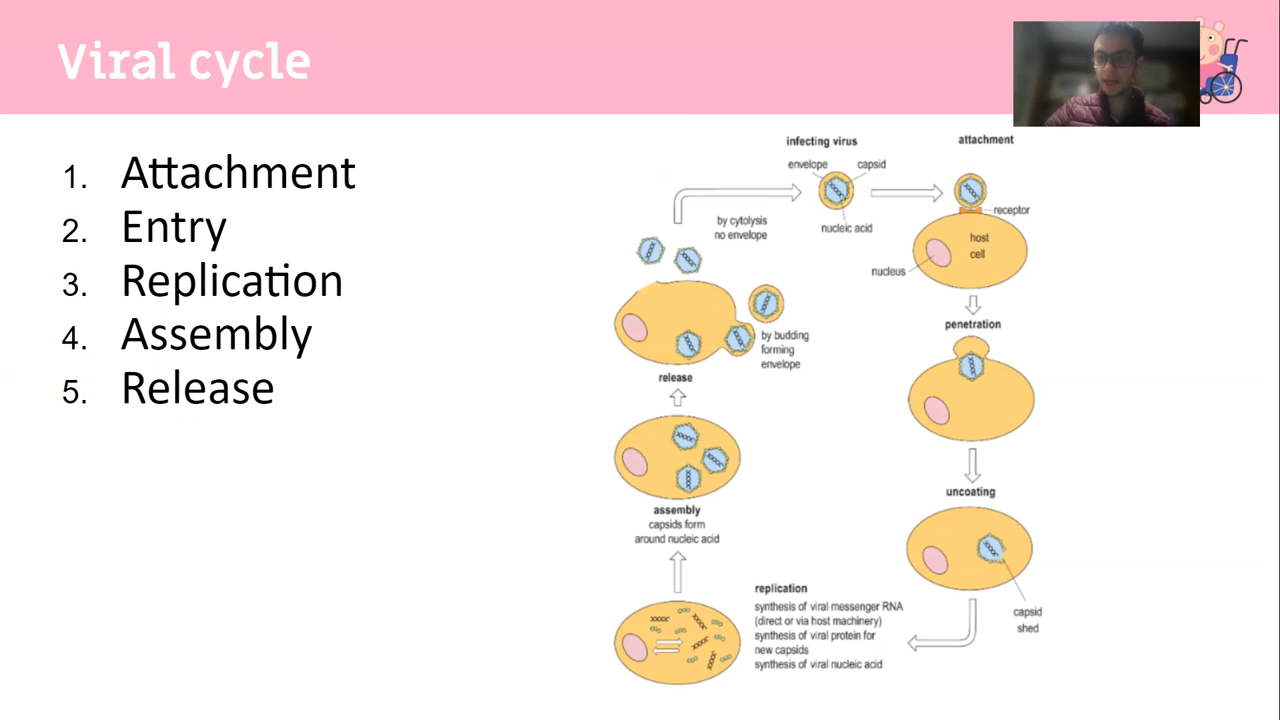 Viral cycle
1. Attachment
2. Entry
3. Replication
4. Assembly
5. Release
infecting virus
envelope
capsid
nucleic acid
attachment
receptor
host
cell
nucleus
penetration
uncoating
capsid
shed
replication
synthesis of viral messenger RNA
(direct or via host machinery)
synthesis of viral protein for
new capsids
synthesis of viral nucleic acid
assembly
capsids form
around nucleic acid
release
by budding
forming
envelope
by cytolysis
no envelope